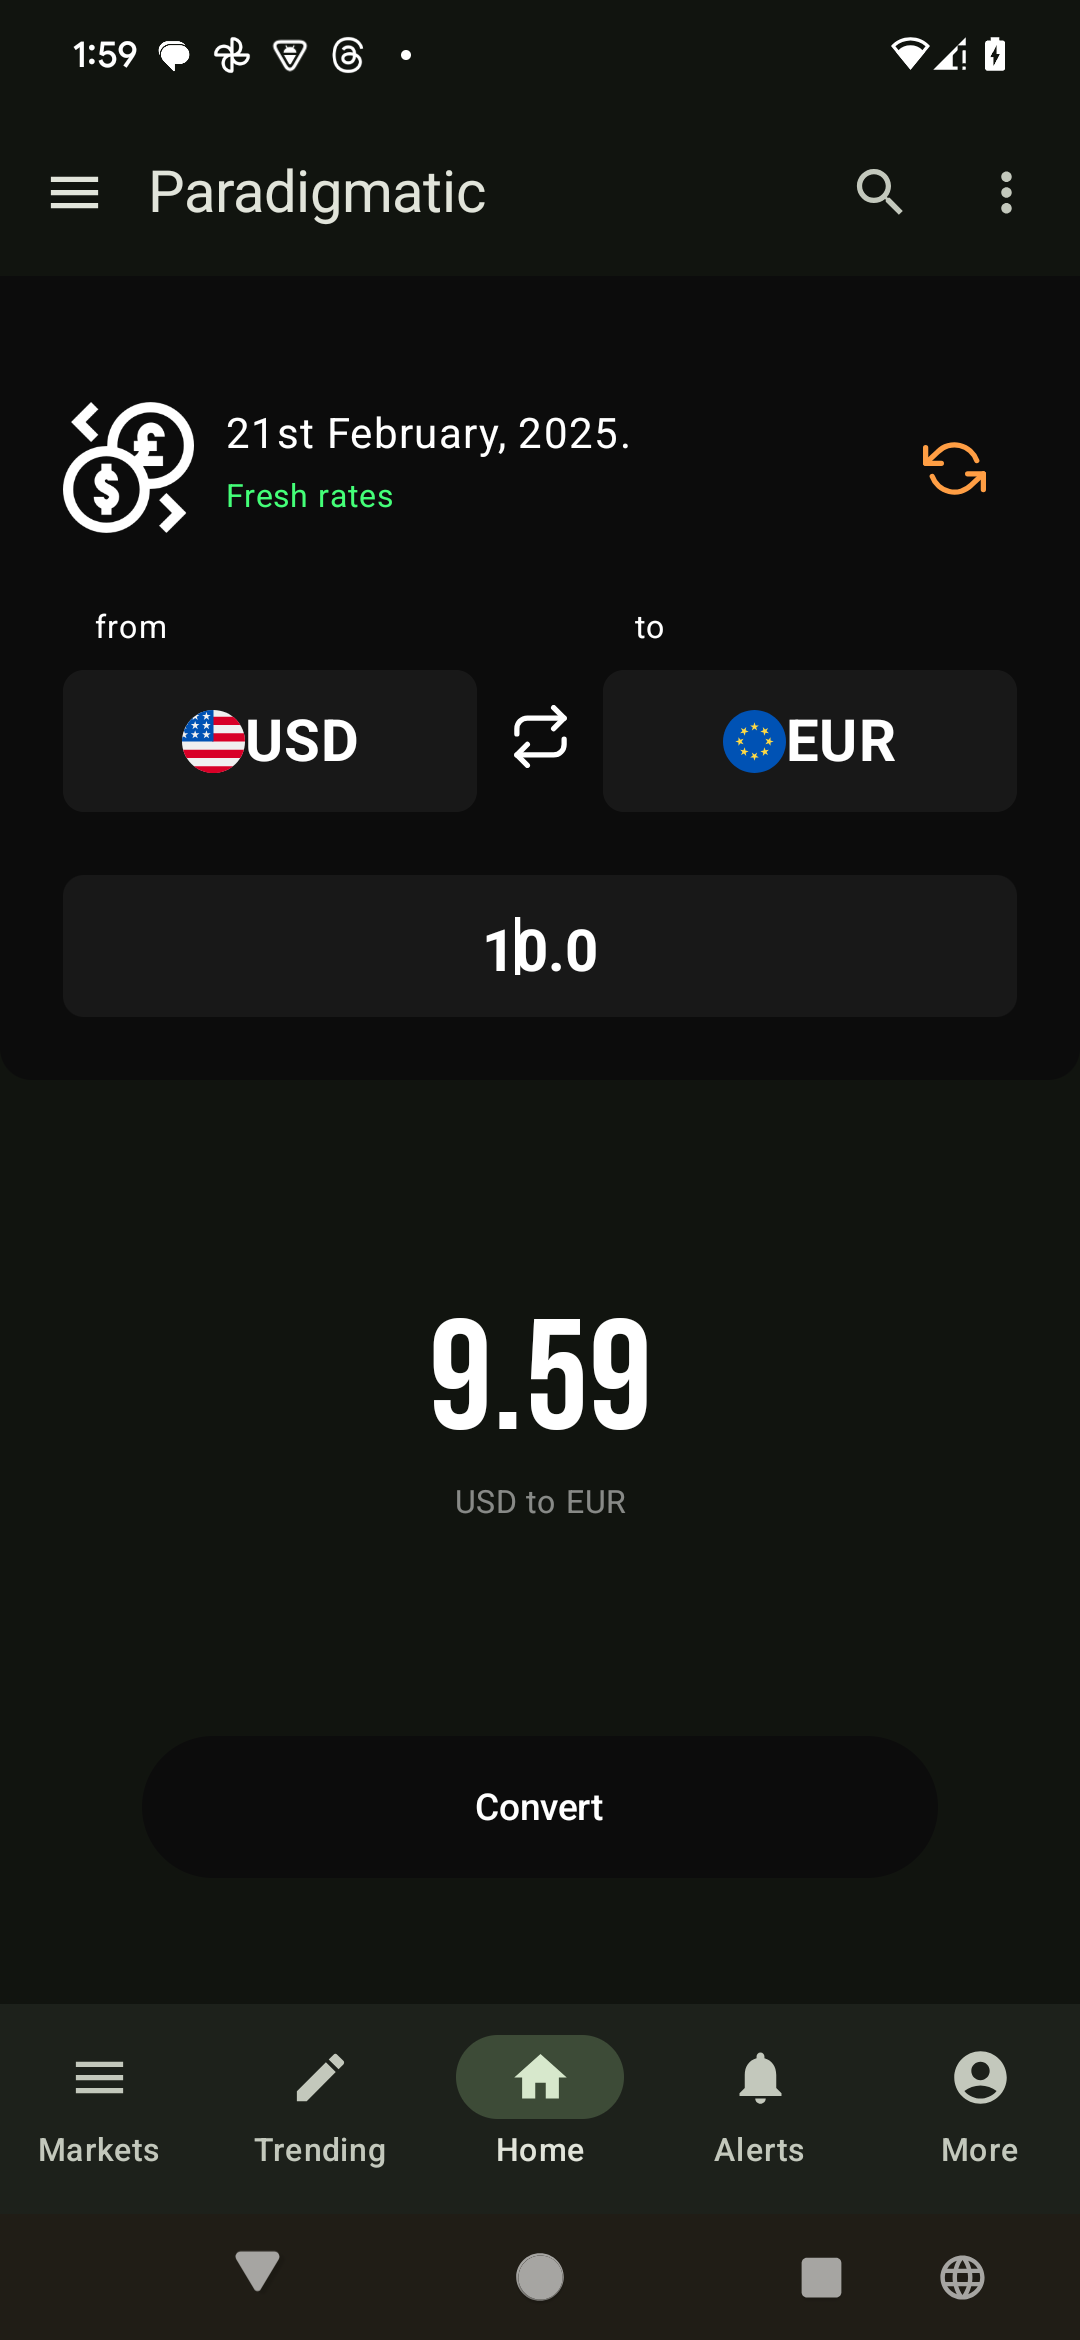 1:59
Paradigmatic
21st February, 2025.
Fresh rates
from
to
USD
EUR
10.0
9.59
USD to EUR
Convert
Markets
Trending
Home
Alerts
More